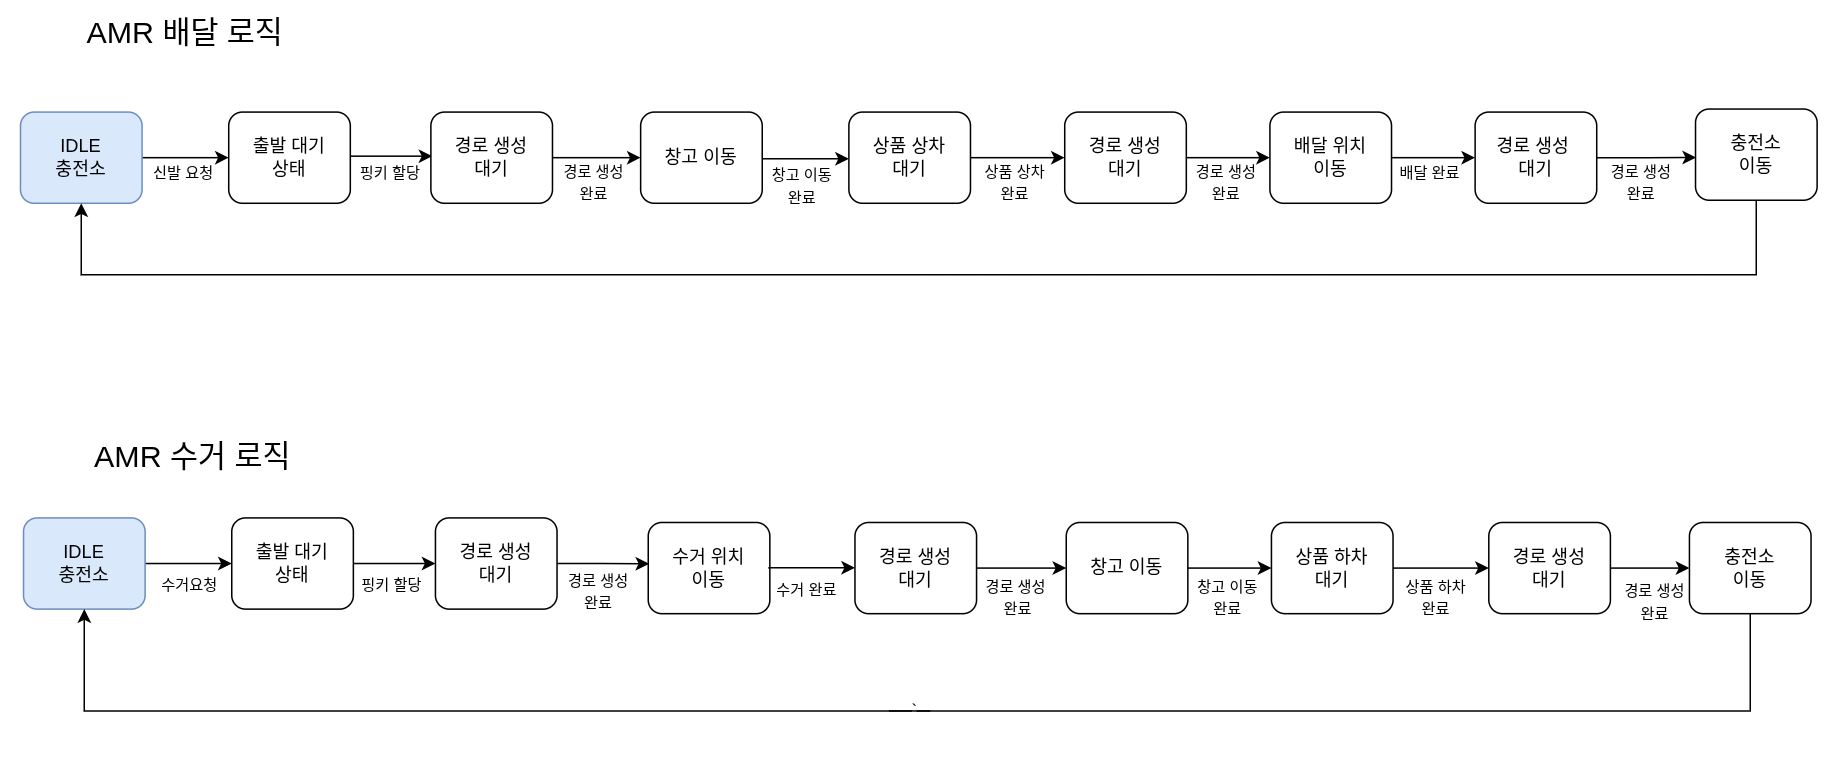 AMR 배달 로직
IDLE
충전소
신발 요청
출발 대기
상태
핑키 할당
경로 생성
대기
경로 생성
완료
창고 이동
창고 이동
완료
상품 상차
대기
상품 상차
완료
경로 생성
대기
경로 생성
완료
배달 위치
이동
배달 완료
경로 생성
대기
경로 생성
완료
충전소
이동
AMR 수거 로직
IDLE
충전소
수거요청
출발 대기
상태
핑키 할당
경로 생성
대기
경로 생성
완료
수거 위치
이동
수거 완료
경로 생성
대기
경로 생성
완료
창고 이동
창고 이동
완료
상품 하차
대기
상품 하차
완료
경로 생성
대기
경로 생성
완료
충전소
이동
`